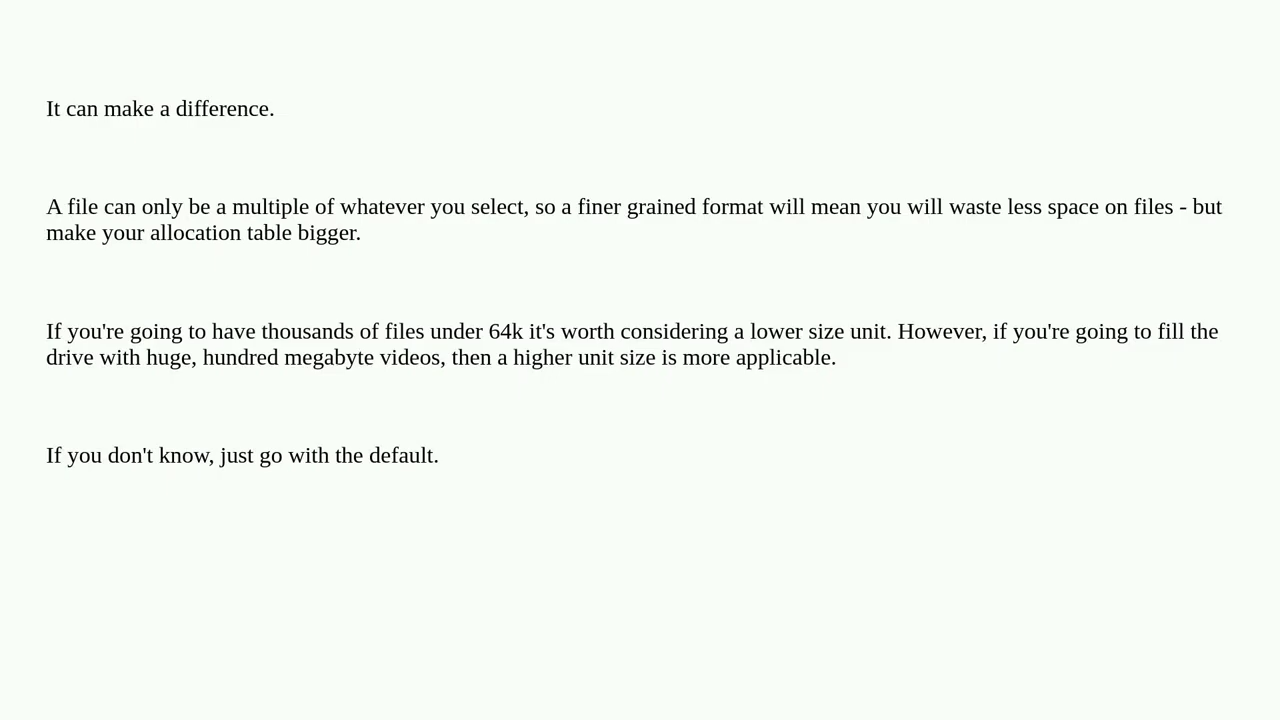 It can make a difference.
A file can only be a multiple of whatever you select, so a finer grained format will mean you will waste less space on files - but
make your allocation table bigger.
If you're going to have thousands of files under 64k it's worth considering a lower size unit. However, if you're going to fill the
drive with huge, hundred megabyte videos, then a higher unit size is more applicable.
If you don't know, just go with the default.